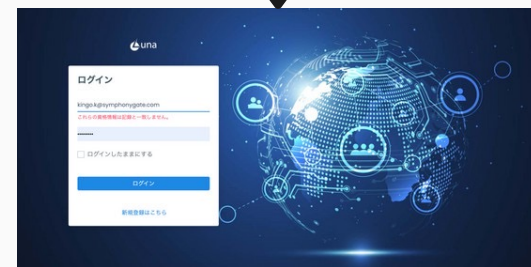 una
ログイン
kingo.k@symphonygate.com
これらの資格情報は記録と一致しません。
ログインしたままにする
ログイン
新規登録はこちら